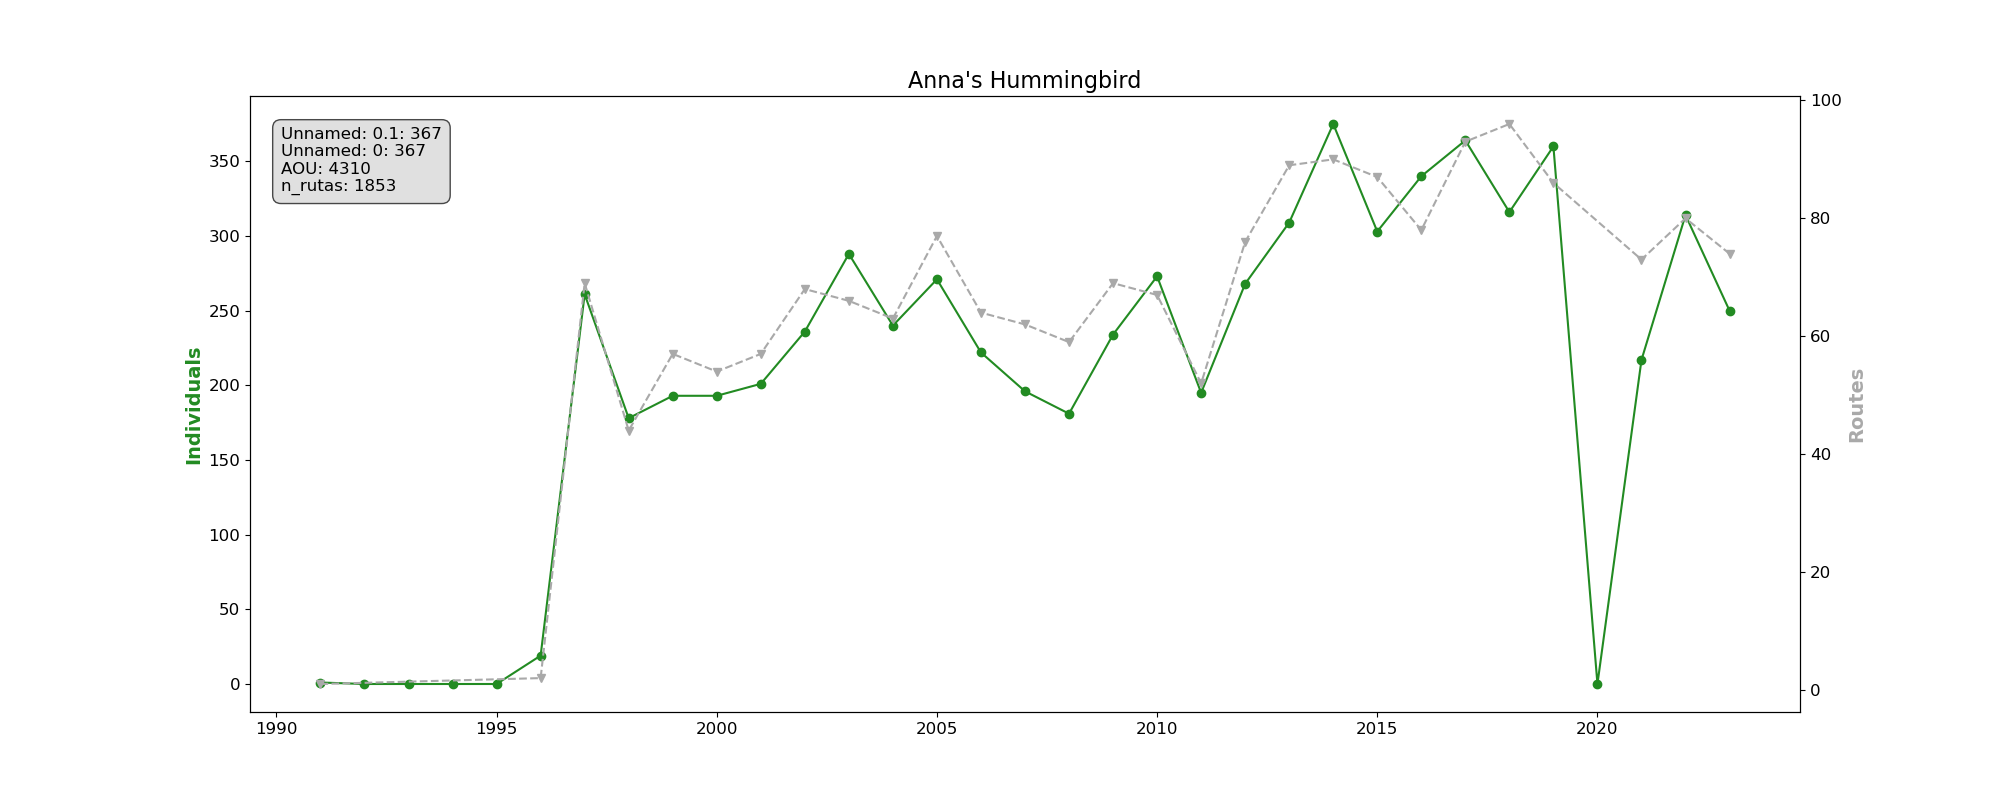 Anna's Hummingbird
Unnamed: 0.1: 367
Unnamed: 0: 367
AOU: 4310
n_rutas: 1853
Individuals
350
300
250
200
150
100
50
0
100
80
60
40
20
0
Routes
1990 1995 2000 2005 2010 2015 2020